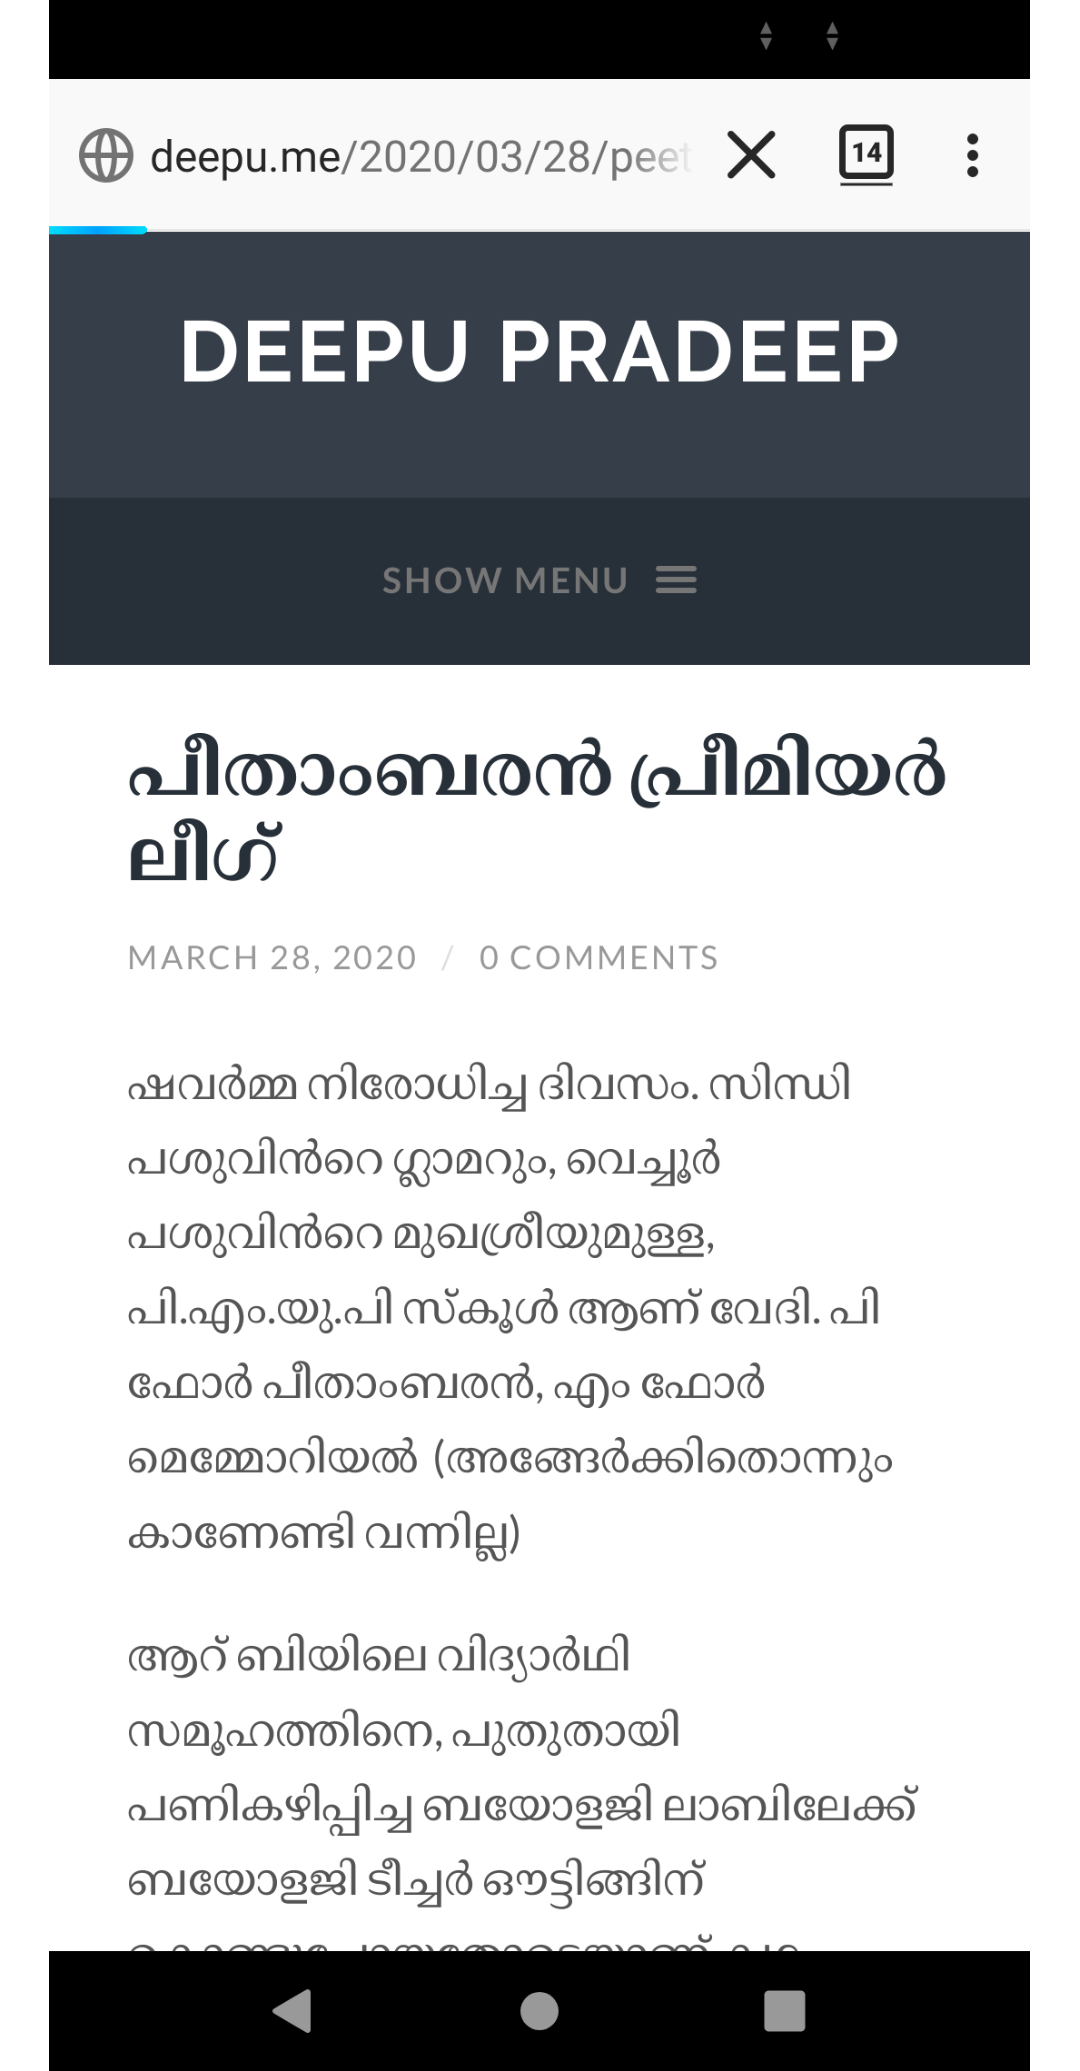 deepu.me/2020/03/28/peet
14
DEEPU PRADEEP
SHOW MENU
പീതാംബരൻ പ്രീമിയർ
ലീഗ്
MARCH 28, 2020 / 0 COMMENTS
ഷവർമ്മ നിരോധിച്ച ദിവസം. സിന്ധി
പശുവിൻറെ ഗ്ലാമറും, വെച്ചൂർ
പശുവിൻറെ മുഖശ്രീയുമുള്ള,
പി.എം.യു.പി സ്കൂൾ ആണ് വേദി. പി
ഫോർ പീതാംബരൻ, എം ഫോർ
മെമ്മോറിയൽ (അങ്ങേർക്കിതൊന്നും
കാണേണ്ടി വന്നില്ല)
ആറ് ബിയിലെ വിദ്യാർഥി
സമൂഹത്തിനെ, പുതുതായി
പണികഴിപ്പിച്ച ബയോളജി ലാബിലേക്ക്
ബയോളജി ടീച്ചർ ഔട്ടിങ്ങിന്